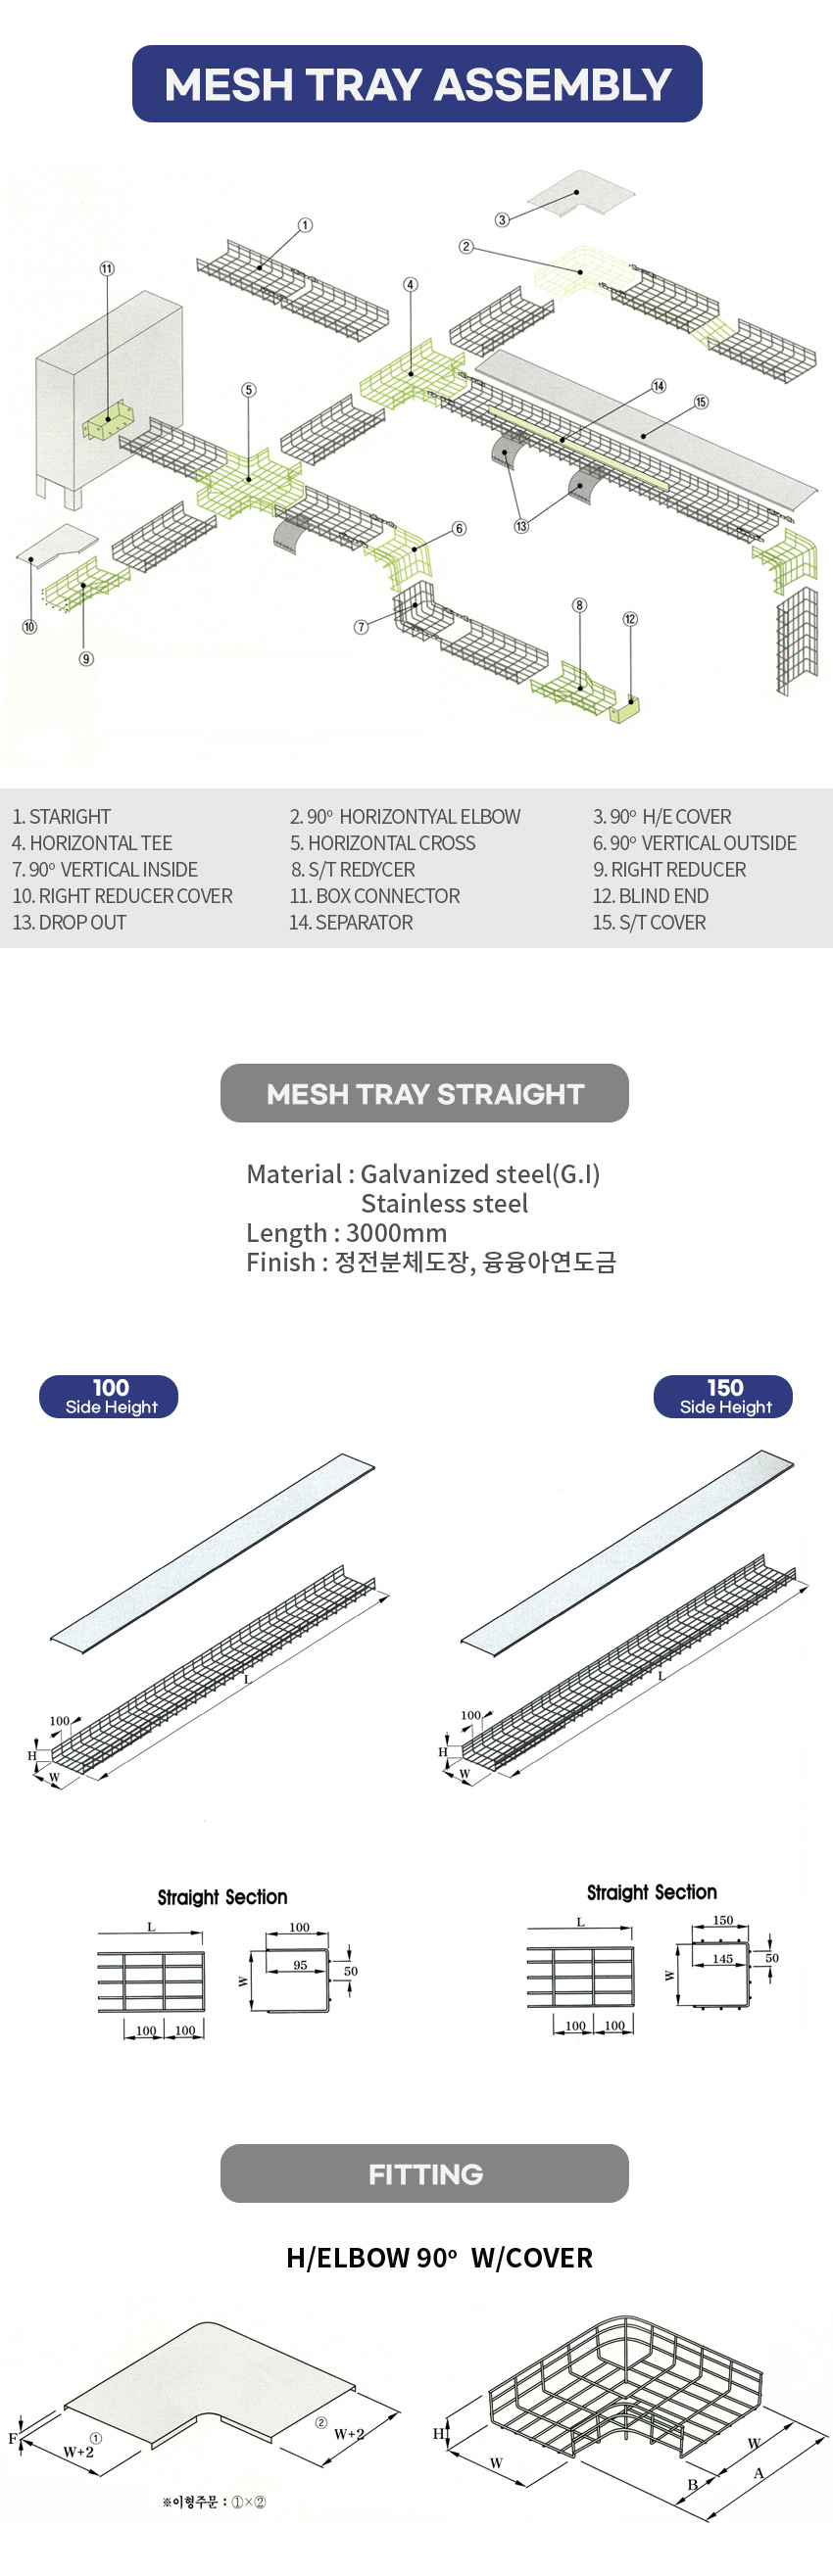 MESH TRAY ASSEMBLY
③
①
②
⑪
④
⑤
⑭
⑮
⑬
⑥
⑧
⑫
⑩
⑦
⑨
1. STARIGHT 2. 90º HORIZONTYAL ELBOW 3. 90º H/E COVER
4. HORIZONTAL TEE 5. HORIZONTAL CROSS 6. 90º VERTICAL OUTSIDE
7. 90º VERTICAL INSIDE 8. S/T REDYCER 9. RIGHT REDUCER
10. RIGHT REDUCER COVER 11. BOX CONNECTOR 12. BLIND END
13. DROP OUT 14. SEPARATOR 15. S/T COVER
MESH TRAY STRAIGHT
Material : Galvanized steel(G.I)
Stainless steel
Length : 3000mm
Finish : 정전분체도장, 융융아연도금
100
Side Height
150
Side Height
L
100
H
W
L
100
H
W
Straight Section
L
100 100
100
95
W
50
Straight Section
L
100 100
150
145
W
50
FITTING
H/ELBOW 90º W/COVER
F
①
W+2
②
W+2
※이형주문 : ①×②
H
W
W
B
A